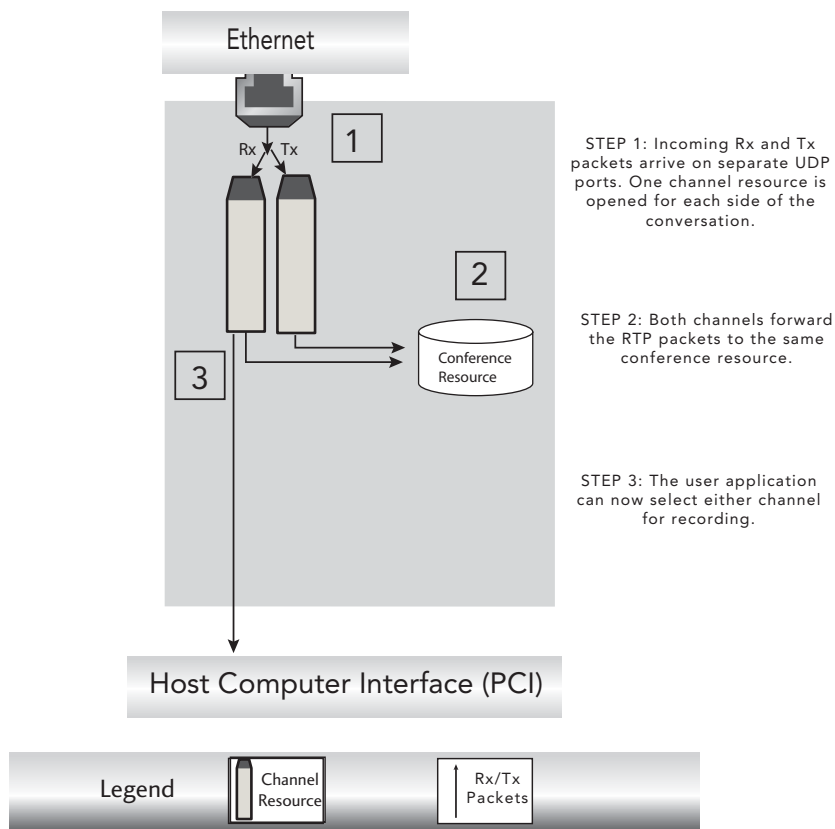 Ethernet
Rx
Tx
1
STEP 1: Incoming Rx and Tx
packets arrive on separate UDP
ports. One channel resource is
opened for each side of the
conversation.
2
Conference
Resource
STEP 2: Both channels forward
the RTP packets to the same
conference resource.
3
STEP 3: The user application
can now select either channel
for recording.
Host Computer Interface (PCI)
Legend
Channel
Resource
Rx/Tx
Packets